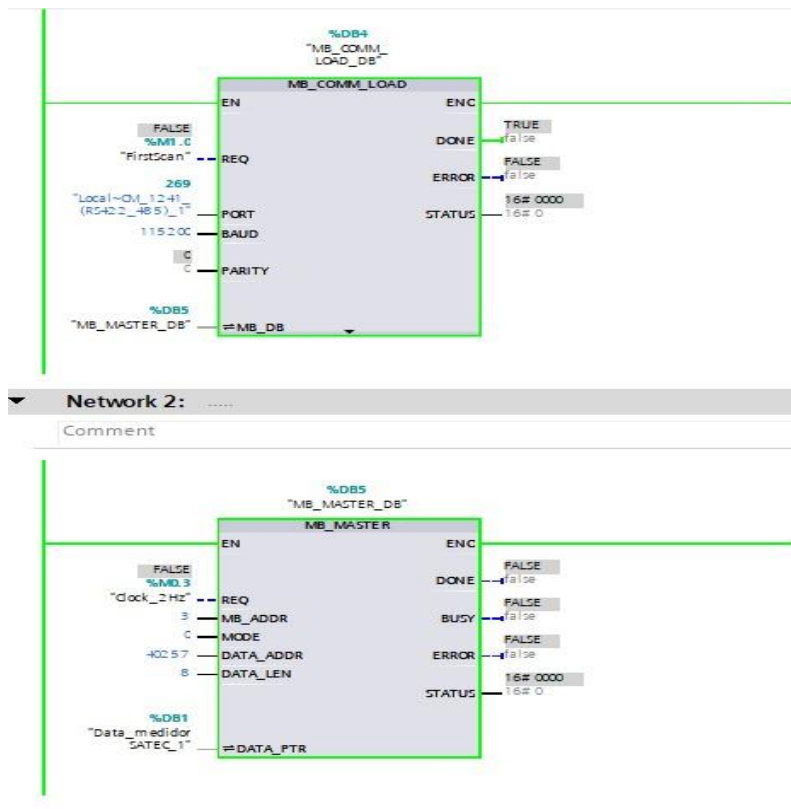 %DB4
"MB_COMM_
LOAD_DB"
MB_COMM_LOAD
EN
ENO
FALSE
%M1.0
"FirstScan"
REQ
269
"Local~CM_1241_
(RS422_485)_1"
PORT
115200
BAUD
0
0
PARITY
%DB5
"MB_MASTER_DB"
MB_DB
TRUE
DONE
false
FALSE
ERROR
false
16# 0000
STATUS
16# 0
Network 2:
.....
Comment
%DB5
"MB_MASTER_DB"
MB_MASTER
EN
ENO
FALSE
%M0.3
"Clock_2Hz"
REQ
3
MB_ADDR
0
MODE
40257
DATA_ADDR
8
DATA_LEN
%DB1
"Data_medidor
SATEC_1"
DATA_PTR
FALSE
DONE
false
FALSE
BUSY
false
FALSE
ERROR
false
16# 0000
STATUS
16# 0